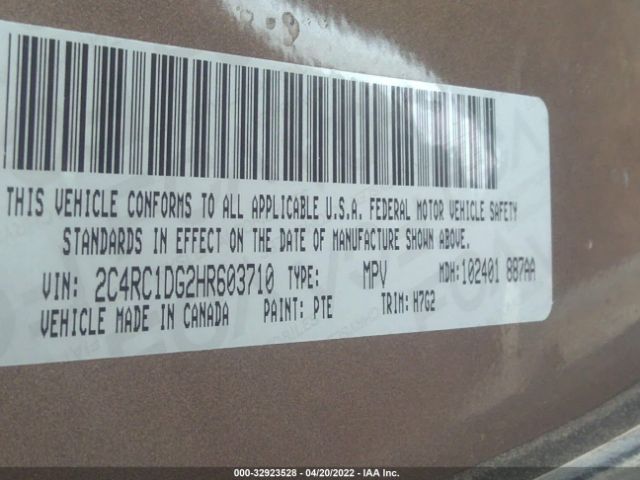 THIS VEHICLE CONFORMS TO ALL APPLICABLE U.S.A. FEDERAL MOTOR VEHICLE SAFETY
STANDARDS IN EFFECT ON THE DATE OF MANUFACTURE SHOWN ABOVE.
VIN: 2C4RC1DG2HR603710 TYPE: MPV MDH:102401 887AA
VEHICLE MADE IN CANADA PAINT: PTE TRIM: H7G2
000-32923528 - 04/20/2022 - IAA Inc.